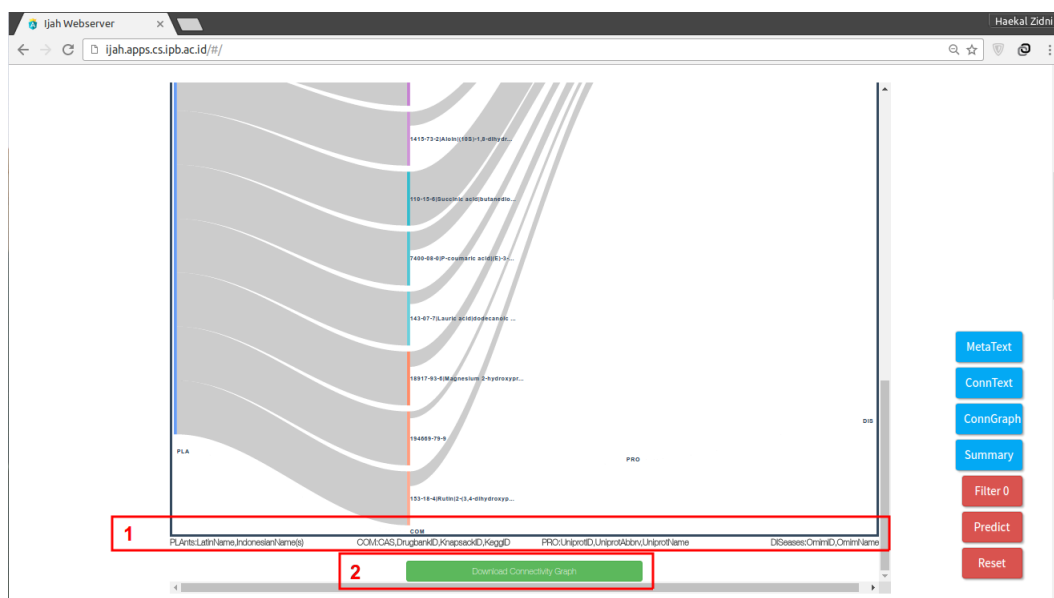 Ijah Webserver
Haekal Zidni
ijah.apps.cs.ipb.ac.id/#/
1415-73-2|Aloin|(10S)-1,8-dihydr...
110-15-6|Succinic acid|butanedio...
7400-08-0|P-coumaric acid|(E)-3-...
143-07-7|Lauric acid|dodecanoic ...
18917-93-6|Magnesium 2-hydroxypr...
194869-79-9
153-18-4|Rutin|2-(3,4-dihydroxyp...
PLA
COM
PRO
DIS
MetaText
ConnText
ConnGraph
Summary
Filter 0
Predict
Reset
1
PLAnts:LatinName,IndonesianName(s) COM:CAS,DrugbankID,KnapsackID,KeggID PRO:UniprotID,UniprotAbbrv,UniprotName DISeases:OmimID,OmimName
2
Download Connectivity Graph